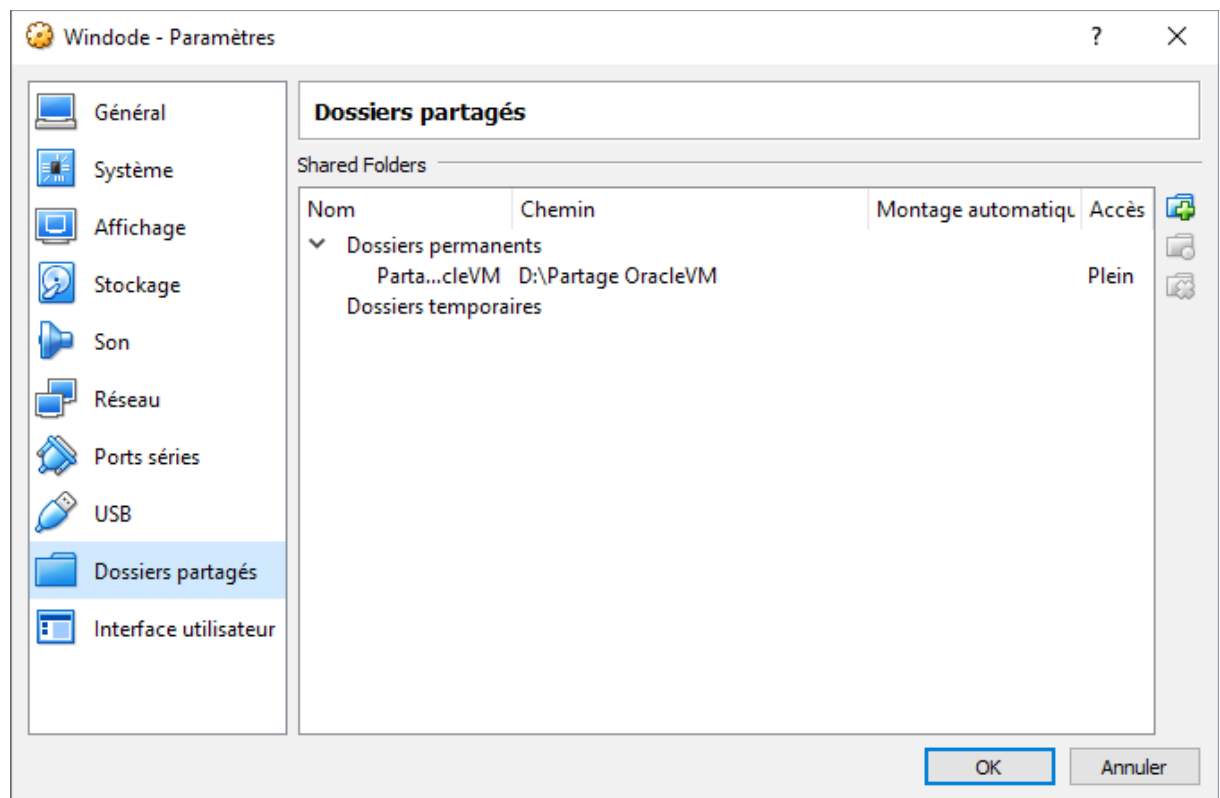 Windode - Paramètres
?
Général
Système
Affichage
Stockage
Son
Réseau
Ports séries
USB
Dossiers partagés
Interface utilisateur
Dossiers partagés
Shared Folders
Nom Chemin Montage automatiqu Accès
Dossiers permanents
Parta...cleVM D:\Partage OracleVM Plein
Dossiers temporaires
OK Annuler